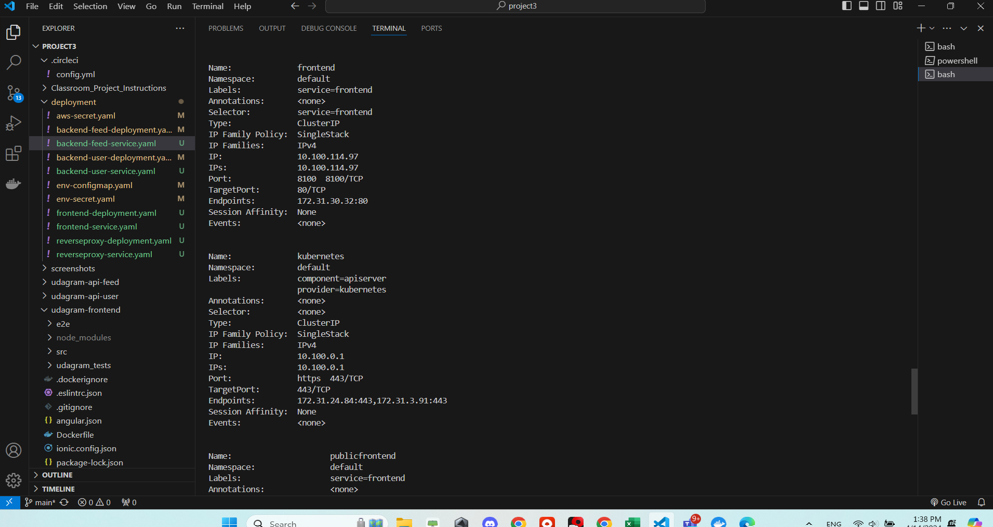 File Edit Selection View Go Run Terminal Help
project3
EXPLORER
PROJECT3
.circleci
config.yml
Classroom_Project_Instructions
deployment
aws-secret.yaml M
backend-feed-deployment.ya... M
backend-feed-service.yaml U
backend-user-deployment.ya... M
backend-user-service.yaml U
env-configmap.yaml M
env-secret.yaml M
frontend-deployment.yaml U
frontend-service.yaml U
reverseproxy-deployment.yaml U
reverseproxy-service.yaml U
screenshots
udagram-api-feed
udagram-api-user
udagram-frontend
e2e
node_modules
src
udagram_tests
.dockerignore
.eslintrc.json
.gitignore
angular.json
Dockerfile
ionic.config.json
package-lock.json
OUTLINE
TIMELINE
13
PROBLEMS OUTPUT DEBUG CONSOLE TERMINAL PORTS
Name: frontend
Namespace: default
Labels: service=frontend
Annotations: <none>
Selector: service=frontend
Type: ClusterIP
IP Family Policy: SingleStack
IP Families: IPv4
IP: 10.100.114.97
IPs: 10.100.114.97
Port: 8100 8100/TCP
TargetPort: 80/TCP
Endpoints: 172.31.30.32:80
Session Affinity: None
Events: <none>
Name: kubernetes
Namespace: default
Labels: component=apiserver
provider=kubernetes
Annotations: <none>
Selector: <none>
Type: ClusterIP
IP Family Policy: SingleStack
IP Families: IPv4
IP: 10.100.0.1
IPs: 10.100.0.1
Port: https 443/TCP
TargetPort: 443/TCP
Endpoints: 172.31.24.84:443,172.31.3.91:443
Session Affinity: None
Events: <none>
Name: publicfrontend
Namespace: default
Labels: service=frontend
Annotations: <none>
bash
powershell
bash
main* 0 0 0
Go Live
Search
9+
ENG
1:38 PM